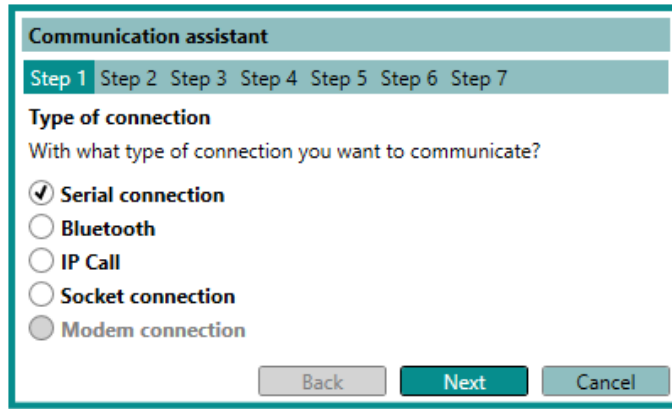 Communication assistant
Step 1 Step 2 Step 3 Step 4 Step 5 Step 6 Step 7
Type of connection
With what type of connection you want to communicate?
Serial connection
Bluetooth
IP Call
Socket connection
Modem connection
Back Next Cancel